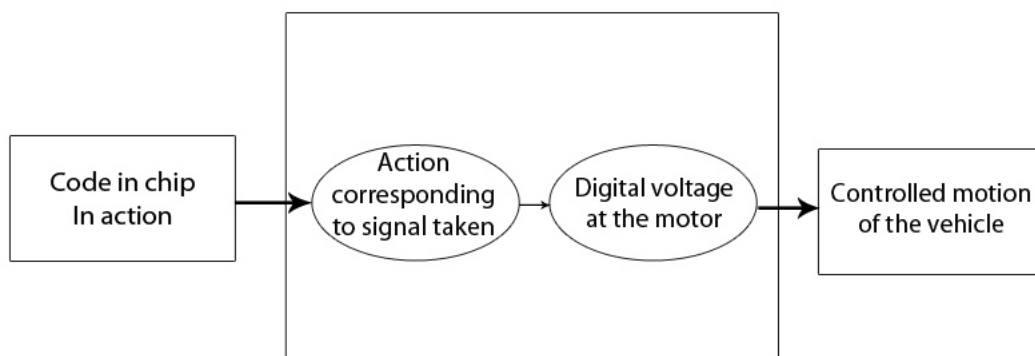 Code in chip
In action
Action
corresponding
to signal taken
Digital voltage
at the motor
Controlled motion
of the vehicle